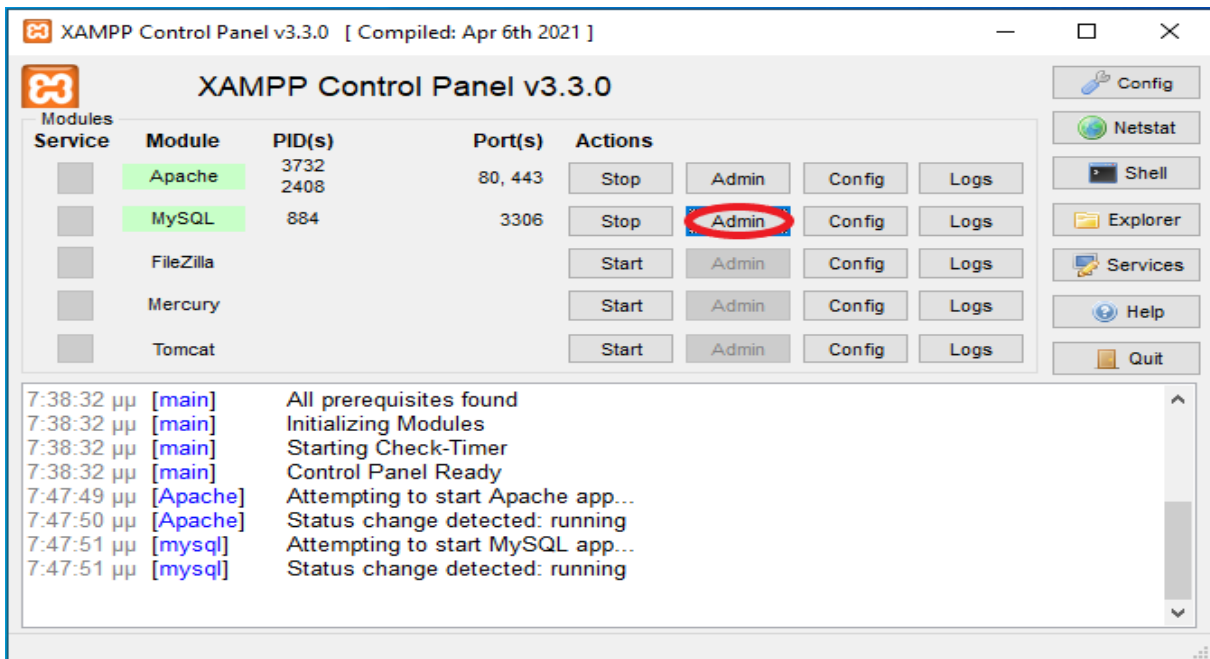 XAMPP Control Panel v3.3.0 [ Compiled: Apr 6th 2021 ]
XAMPP Control Panel v3.3.0
Config
Modules
Service Module PID(s) Port(s) Actions
Netstat
Apache 3732 2408 80, 443 Stop Admin Config Logs
Shell
MySQL 884 3306 Stop Admin Config Logs
Explorer
FileZilla Start Admin Config Logs
Services
Mercury Start Admin Config Logs
Help
Tomcat Start Admin Config Logs
Quit
7:38:32 μμ [main] All prerequisites found
7:38:32 μμ [main] Initializing Modules
7:38:32 μμ [main] Starting Check-Timer
7:38:32 μμ [main] Control Panel Ready
7:47:49 μμ [Apache] Attempting to start Apache app...
7:47:50 μμ [Apache] Status change detected: running
7:47:51 μμ [mysql] Attempting to start MySQL app...
7:47:51 μμ [mysql] Status change detected: running